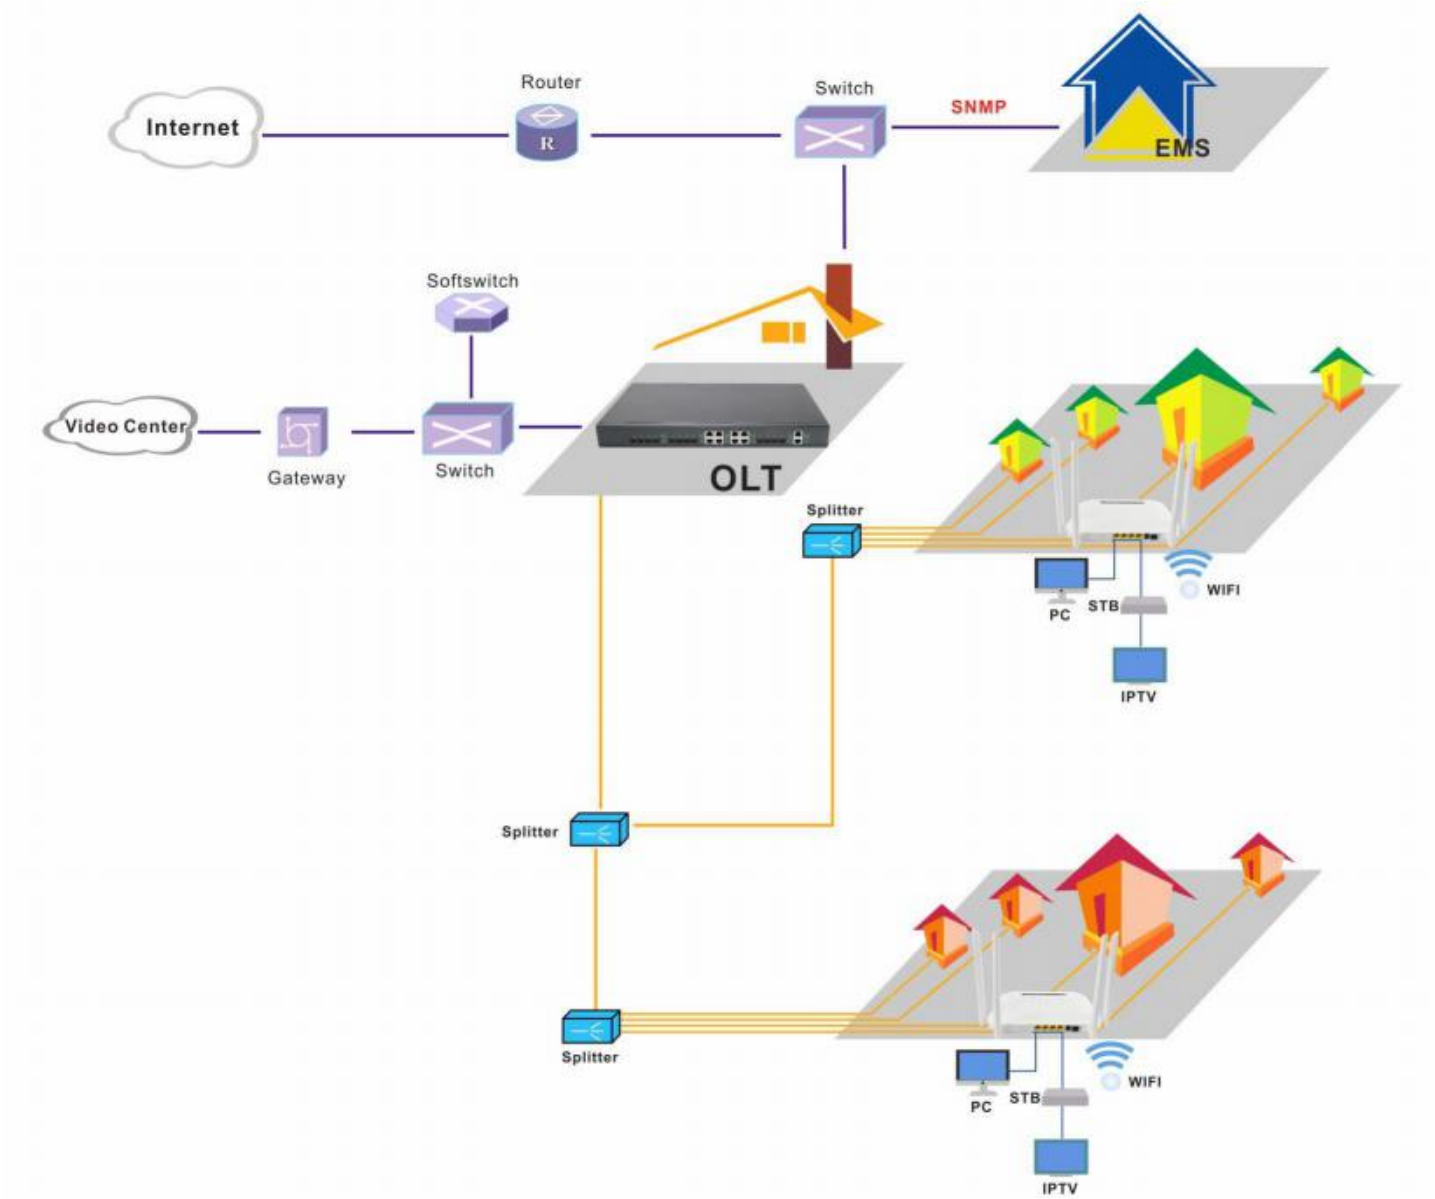 Router
Switch
SNMP
Internet
R
EMS
Softswitch
Video Center
Gateway
Switch
OLT
Splitter
WIFI
PC
STB
IPTV
Splitter
Splitter
WIFI
PC
STB
IPTV